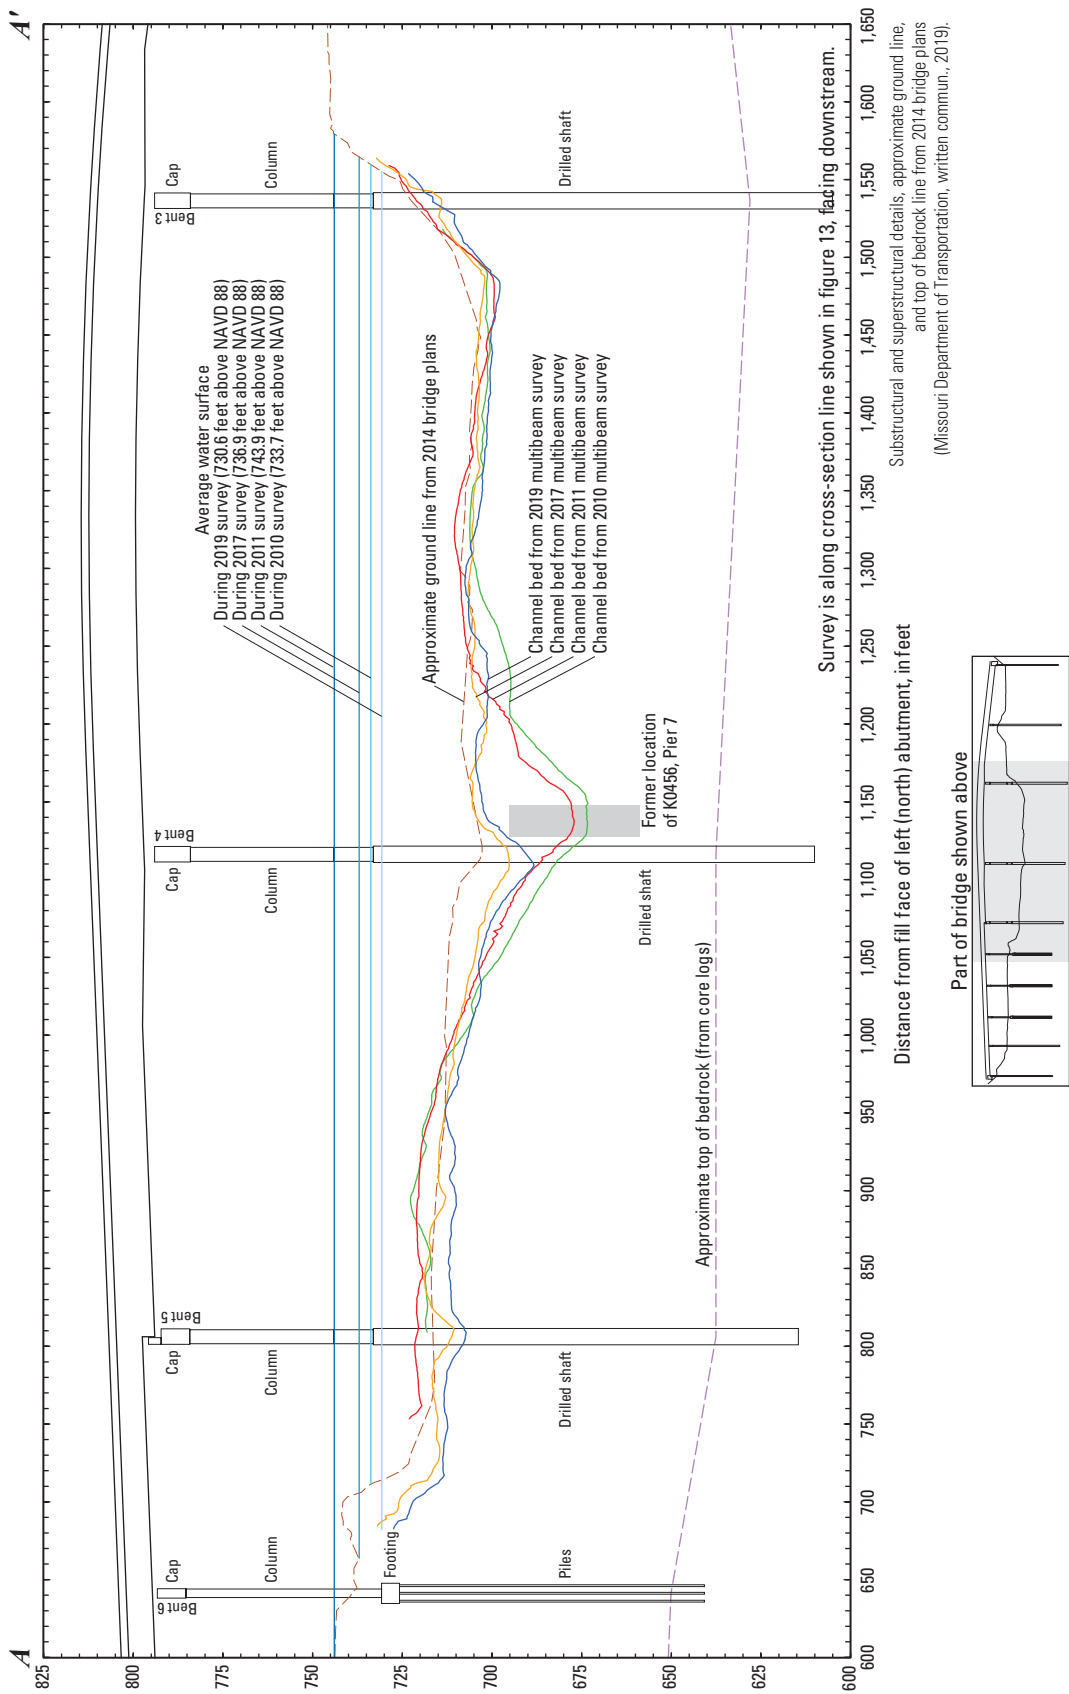 A
A'
Cap
Bent 6
Column
Footing
Piles
Cap
Bent 5
Column
Drilled shaft
Cap
Bent 4
Column
Drilled shaft
Cap
Bent 3
Column
Drilled shaft
Average water surface
During 2019 survey (730.6 feet above NAVD 88)
During 2017 survey (736.9 feet above NAVD 88)
During 2011 survey (743.9 feet above NAVD 88)
During 2010 survey (733.7 feet above NAVD 88)
Approximate ground line from 2014 bridge plans
Channel bed from 2019 multibeam survey
Channel bed from 2017 multibeam survey
Channel bed from 2011 multibeam survey
Channel bed from 2010 multibeam survey
Former location
of K0456, Pier 7
Approximate top of bedrock (from core logs)
Survey is along cross-section line shown in figure 13, facing downstream.
825
800
775
750
725
700
675
650
625
600
600
650
700
750
800
850
900
950
1,000
1,050
1,100
1,150
1,200
1,250
1,300
1,350
1,400
1,450
1,500
1,550
1,600
1,650
Distance from fill face of left (north) abutment, in feet
Substructural and superstructural details, approximate ground line,
and top of bedrock line from 2014 bridge plans
(Missouri Department of Transportation, written commun., 2019).
Part of bridge shown above